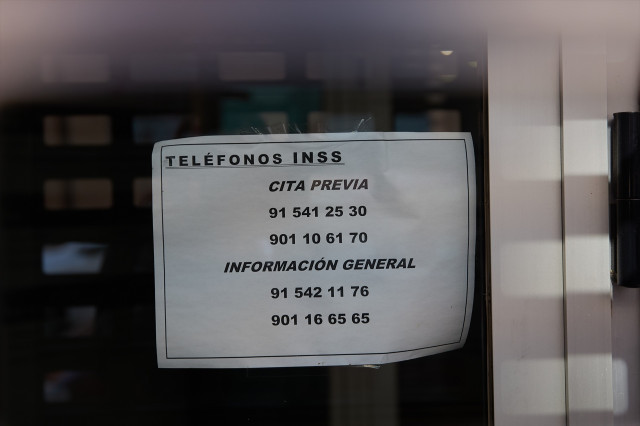 TELÉFONOS INSS
CITA PREVIA
91 541 25 30
901 10 61 70
INFORMACIÓN GENERAL
91 542 11 76
901 16 65 65